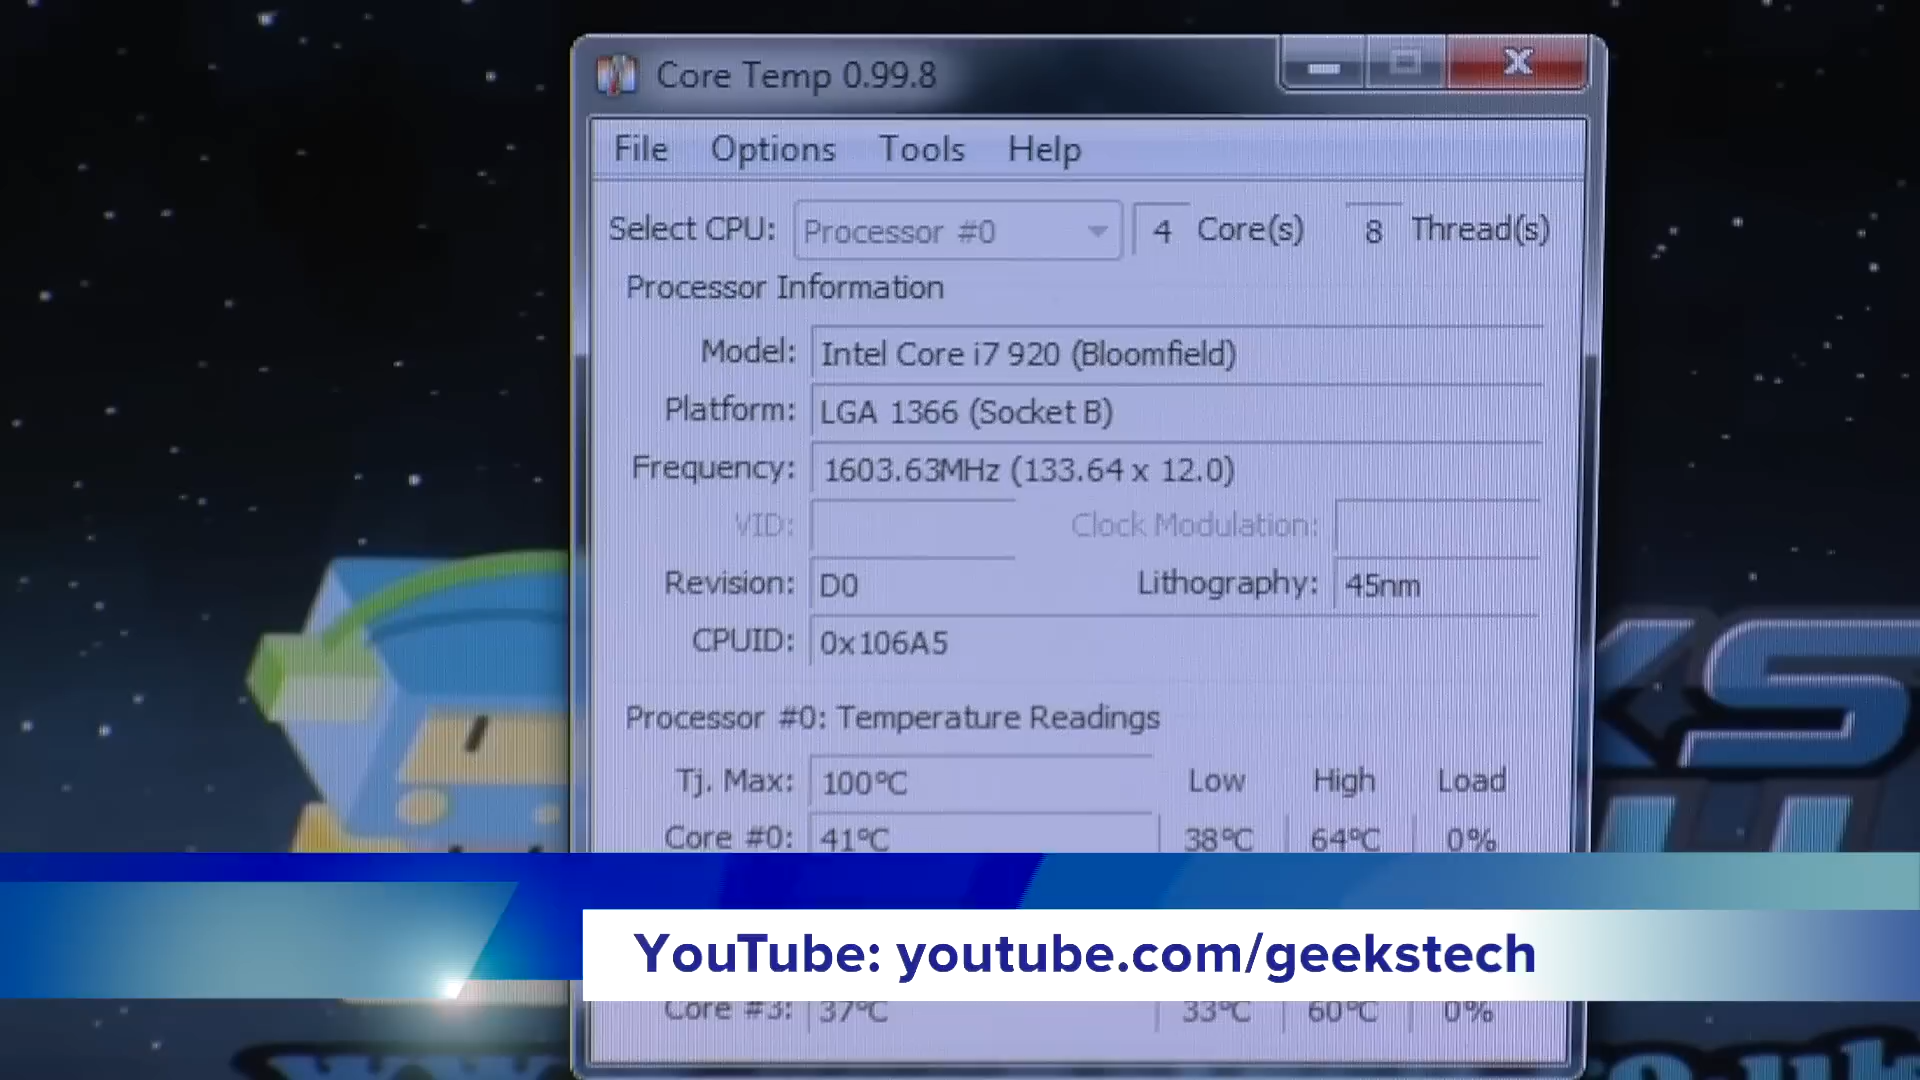 Core Temp 0.99.8
File Options Tools Help
Select CPU: Processor #0 4 Core(s) 8 Thread(s)
Processor Information
Model: Intel Core i7 920 (Bloomfield)
Platform: LGA 1366 (Socket B)
Frequency: 1603.63MHz (133.64 x 12.0)
VID: Clock Modulation:
Revision: D0 Lithography: 45nm
CPUID: 0x106A5
Processor #0: Temperature Readings
Tj. Max: 100°C Low High Load
Core #0: 41°C 38°C 64°C 0%
YouTube: youtube.com/geekstech
Core #3: 37°C 33°C 60°C 0%